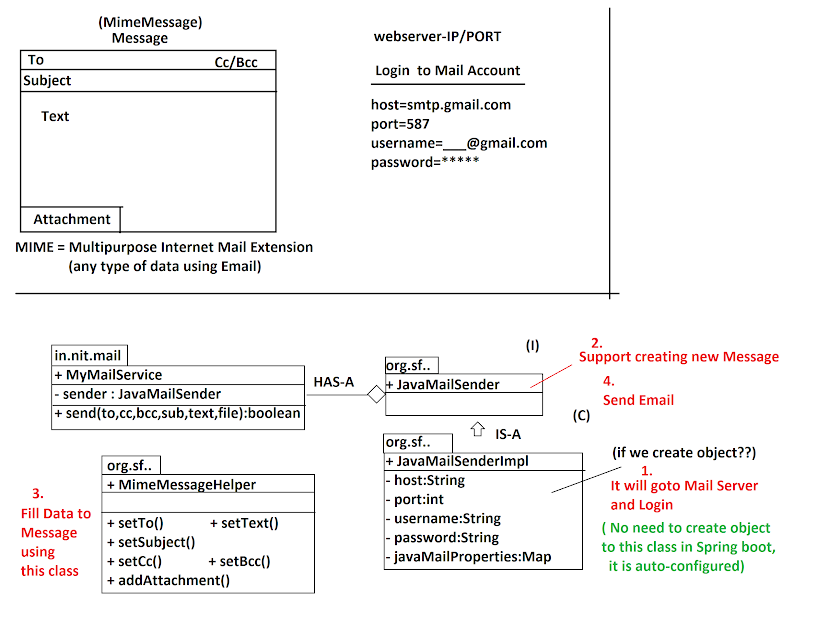 (MimeMessage)
Message
To
Cc/Bcc
Subject
Text
Attachment
MIME = Multipurpose Internet Mail Extension
(any type of data using Email)
webserver-IP/PORT
Login to Mail Account
host=smtp.gmail.com
port=587
username=___@gmail.com
password=*****
in.nit.mail
+ MyMailService
- sender : JavaMailSender
+ send(to,cc,bcc,sub,text,file):boolean
HAS-A
(I)
org.sf..
+ JavaMailSender
2.
Support creating new Message
4.
Send Email
IS-A
(C)
org.sf..
+ JavaMailSenderImpl
- host:String
- port:int
- username:String
- password:String
- javaMailProperties:Map
(if we create object??)
1.
It will goto Mail Server
and Login
( No need to create object
to this class in Spring boot,
it is auto-configured)
3.
Fill Data to
Message
using
this class
org.sf..
+ MimeMessageHelper
+ setTo() + setText()
+ setSubject()
+ setCc() + setBcc()
+ addAttachment()